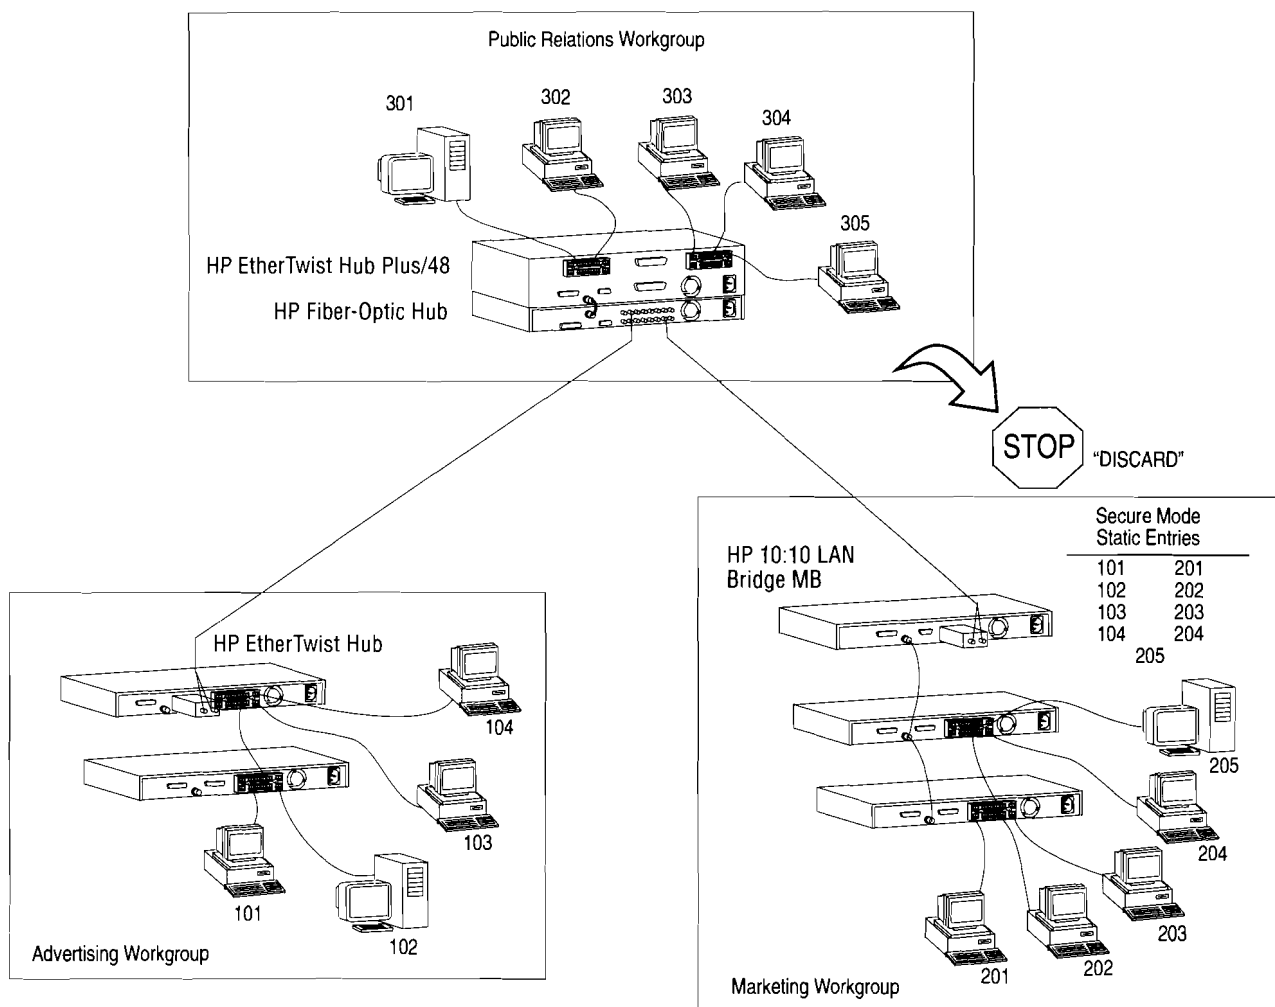 Public Relations Workgroup
301
302
303
304
305
HP EtherTwist Hub Plus/48
HP Fiber-Optic Hub
STOP
“DISCARD”
HP 10:10 LAN
Bridge MB
Secure Mode
Static Entries
101 201
102 202
103 203
104 204
205
205
204
203
202
201
Marketing Workgroup
HP EtherTwist Hub
104
103
101
102
Advertising Workgroup